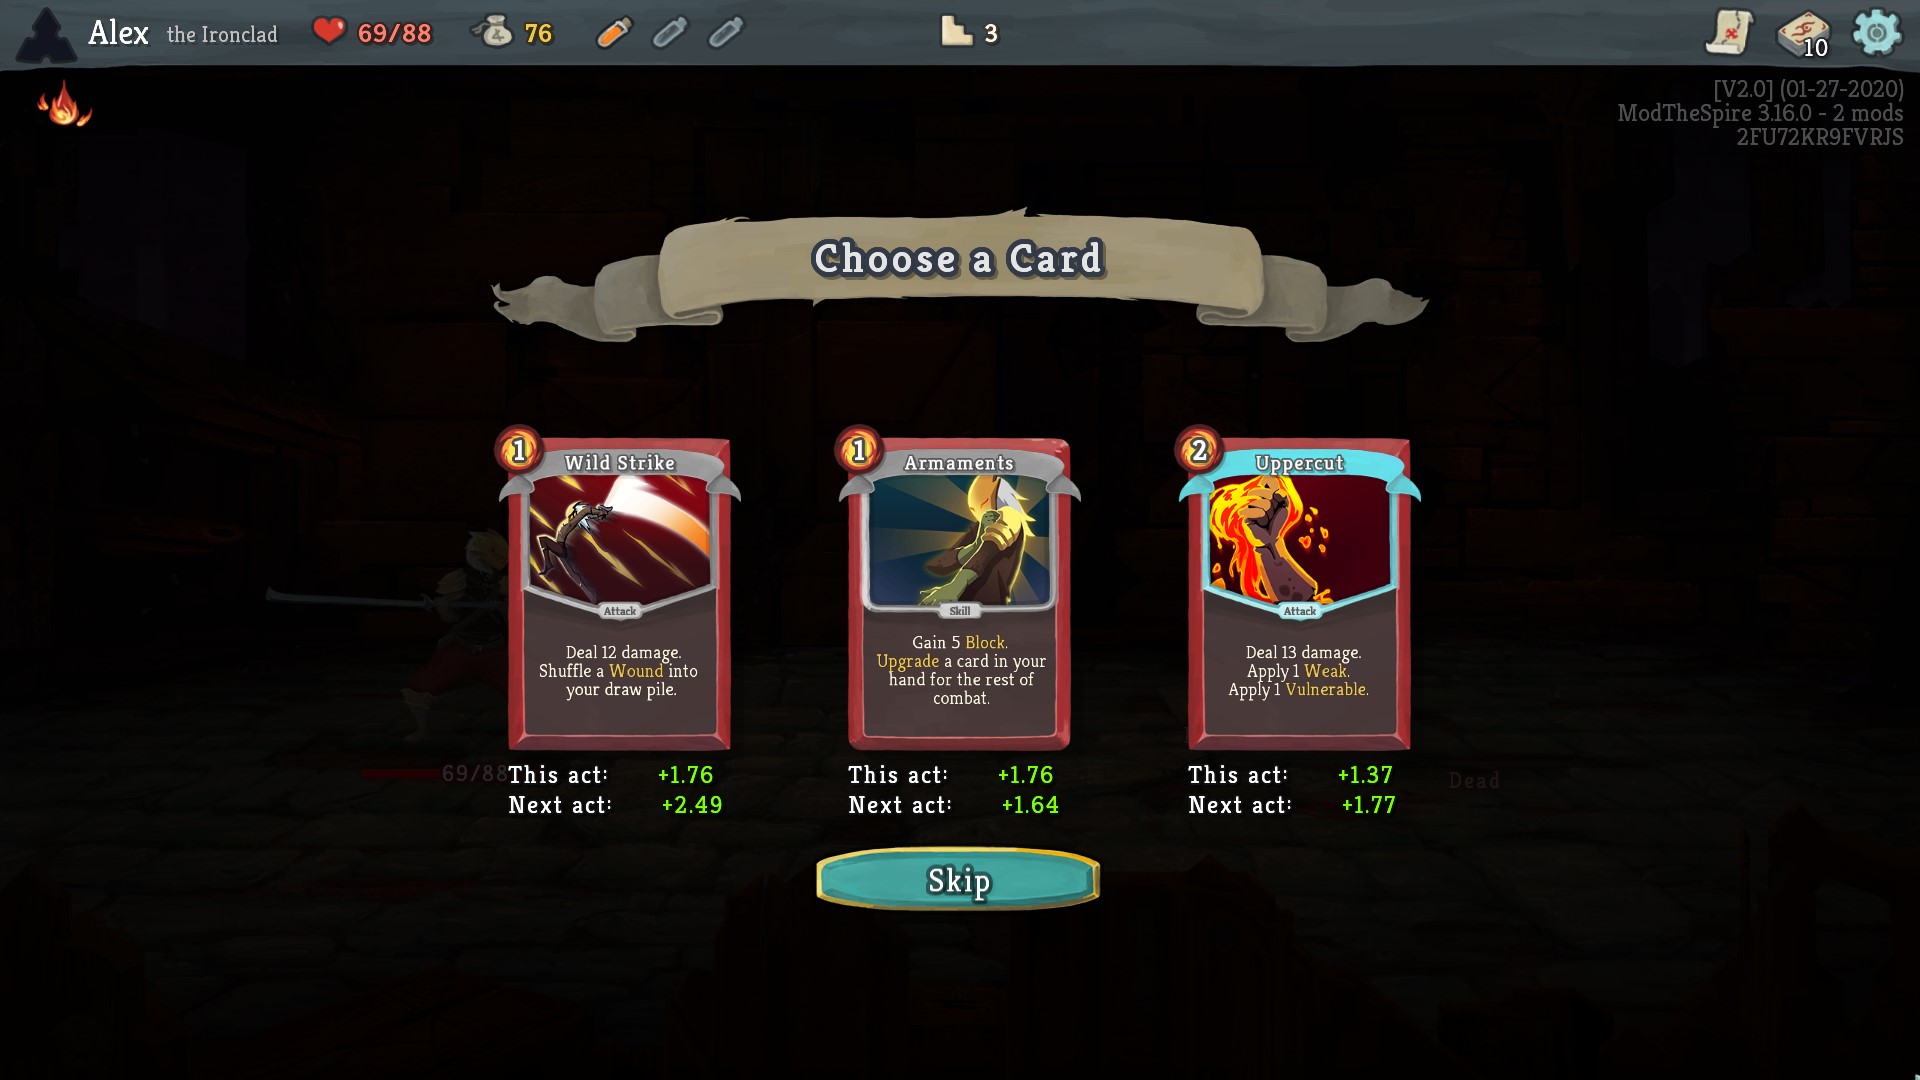 Alex the Ironclad 69/88 76 3 10
[V2.0] (01-27-2020)
ModTheSpire 3.16.0 - 2 mods
2FU72KR9FVRJS
Choose a Card
1
Wild Strike
Attack
Deal 12 damage.
Shuffle a Wound into
your draw pile.
This act: +1.76
Next act: +2.49
1
Armaments
Skill
Gain 5 Block.
Upgrade a card in your
hand for the rest of
combat.
This act: +1.76
Next act: +1.64
2
Uppercut
Attack
Deal 13 damage.
Apply 1 Weak.
Apply 1 Vulnerable.
This act: +1.37
Next act: +1.77
69/88
Dead
Skip